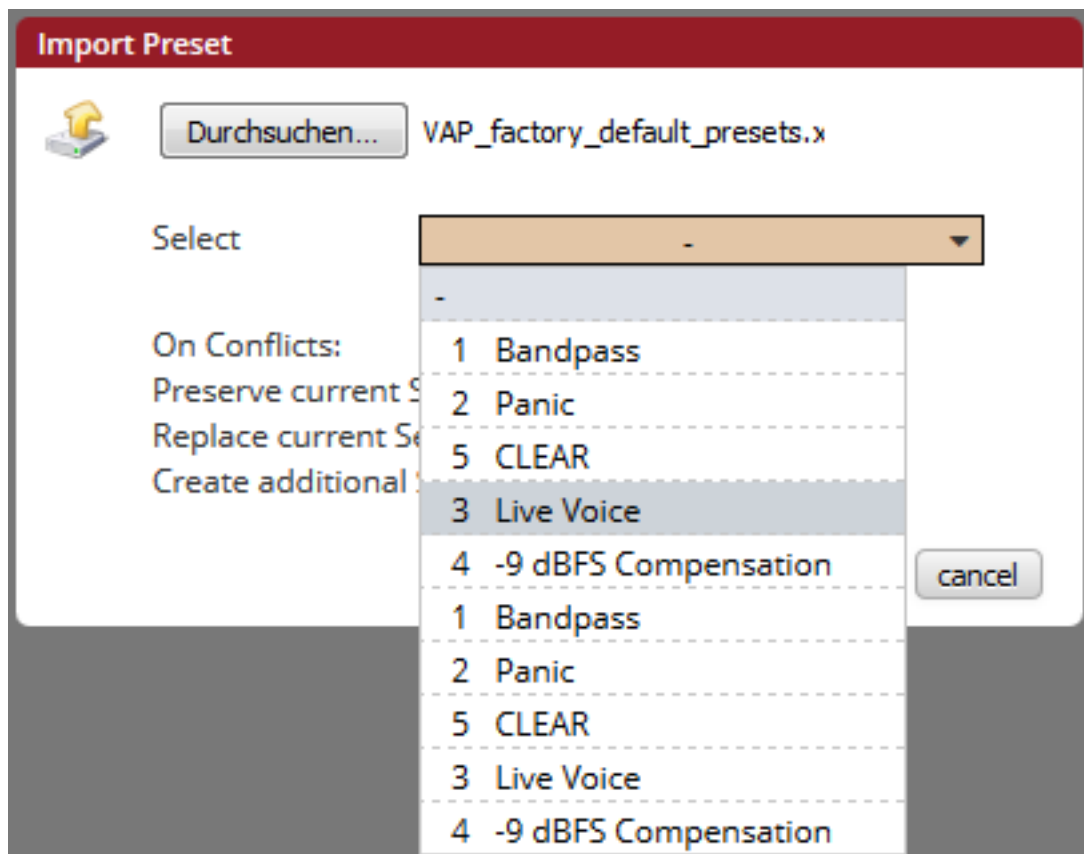 Import Preset
Durchsuchen... VAP_factory_default_presets.x
Select -
-
On Conflicts:
1 Bandpass
Preserve current
2 Panic
Replace current
5 CLEAR
Create additional
3 Live Voice
4 -9 dBFS Compensation
cancel
1 Bandpass
2 Panic
5 CLEAR
3 Live Voice
4 -9 dBFS Compensation